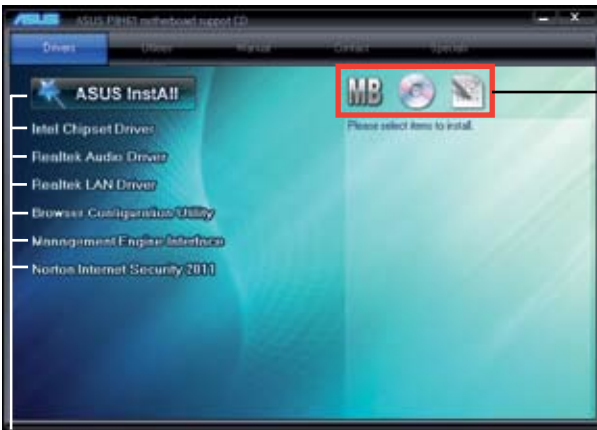 ASUS ASUS P8H61 motherboard support CD
Drivers Utilities Manual Contact Specials
ASUS InstAll
MB
Please select items to install.
Intel Chipset Driver
Realtek Audio Driver
Realtek LAN Driver
Browser Configuration Utility
Management Engine Interface
Norton Internet Security 2011